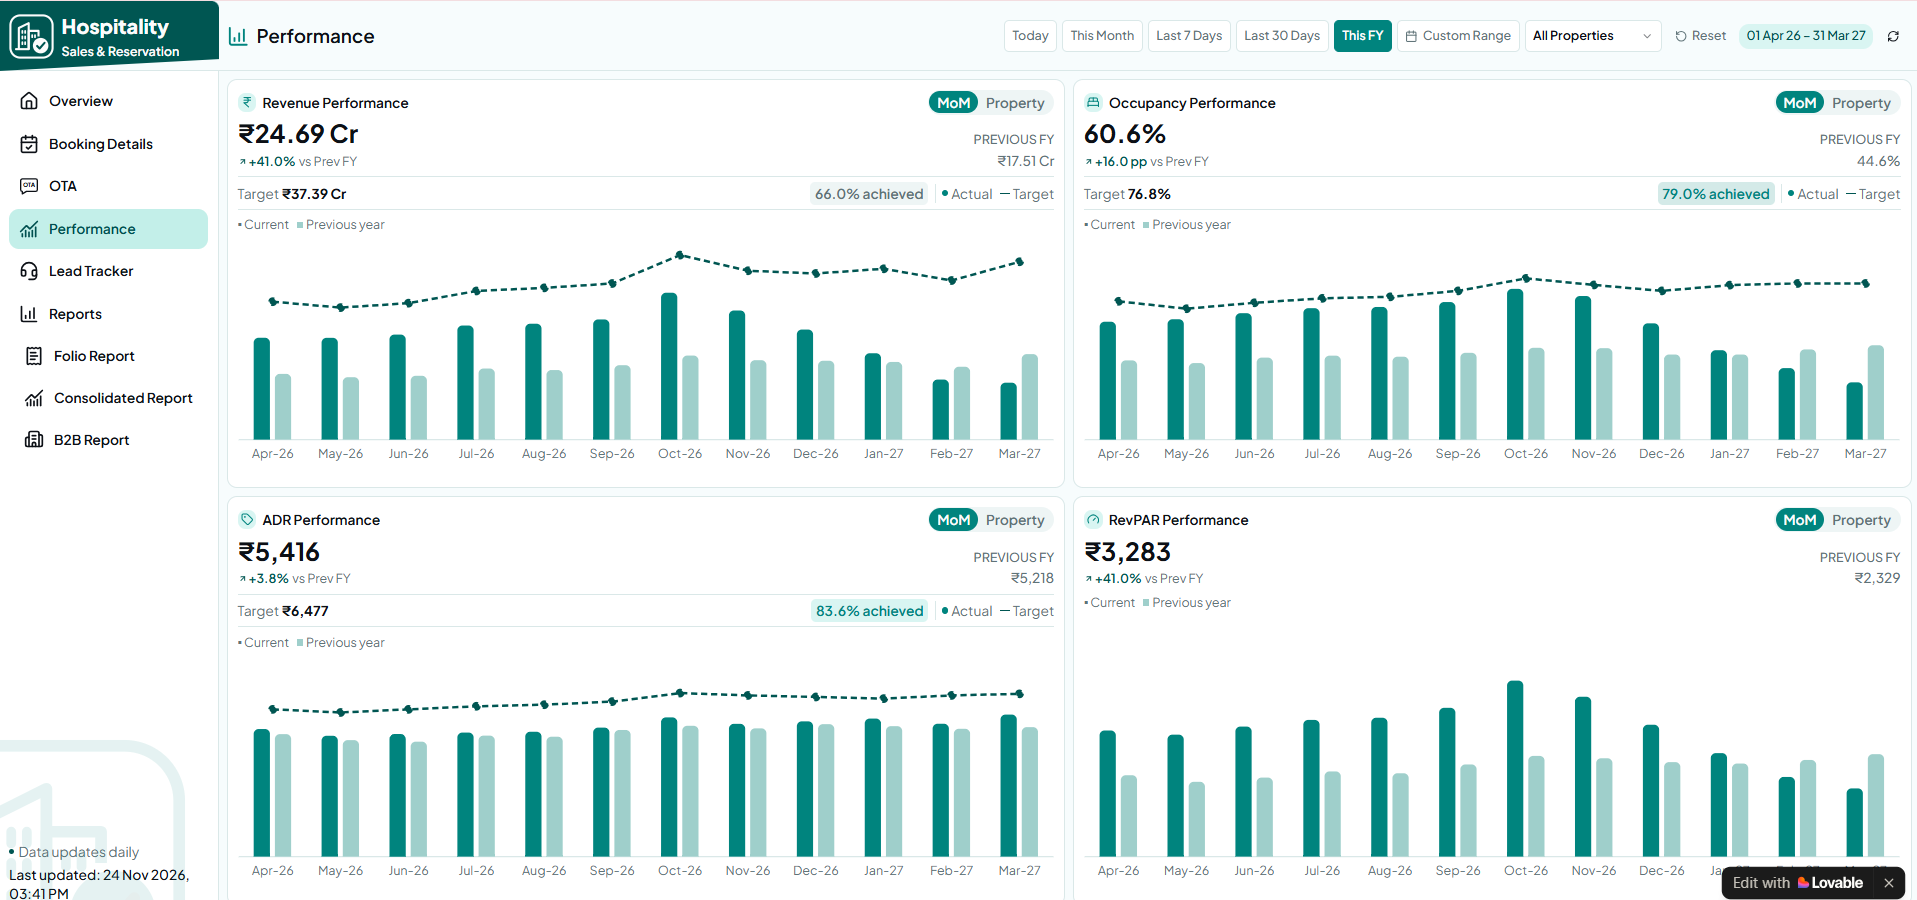 Hospitality
Sales & Reservation
Performance
Today
This Month
Last 7 Days
Last 30 Days
This FY
Custom Range
All Properties
Reset
01 Apr 26 – 31 Mar 27
Overview
Booking Details
OTA
OTA
Performance
Lead Tracker
Reports
Folio Report
Consolidated Report
B2B Report
Data updates daily
Last updated: 24 Nov 2026,
03:41 PM
₹ Revenue Performance
MoM Property
₹24.69 Cr
PREVIOUS FY
+41.0% vs Prev FY
₹17.51 Cr
Target ₹37.39 Cr
66.0% achieved
Actual
Target
Current Previous year
Apr-26 May-26 Jun-26 Jul-26 Aug-26 Sep-26 Oct-26 Nov-26 Dec-26 Jan-27 Feb-27 Mar-27
Occupancy Performance
MoM Property
60.6%
PREVIOUS FY
+16.0 pp vs Prev FY
44.6%
Target 76.8%
79.0% achieved
Actual
Target
Current Previous year
Apr-26 May-26 Jun-26 Jul-26 Aug-26 Sep-26 Oct-26 Nov-26 Dec-26 Jan-27 Feb-27 Mar-27
ADR Performance
MoM Property
₹5,416
PREVIOUS FY
+3.8% vs Prev FY
₹5,218
Target ₹6,477
83.6% achieved
Actual
Target
Current Previous year
Apr-26 May-26 Jun-26 Jul-26 Aug-26 Sep-26 Oct-26 Nov-26 Dec-26 Jan-27 Feb-27 Mar-27
RevPAR Performance
MoM Property
₹3,283
PREVIOUS FY
+41.0% vs Prev FY
₹2,329
Current Previous year
Apr-26 May-26 Jun-26 Jul-26 Aug-26 Sep-26 Oct-26 Nov-26 Dec-26
Edit with Lovable